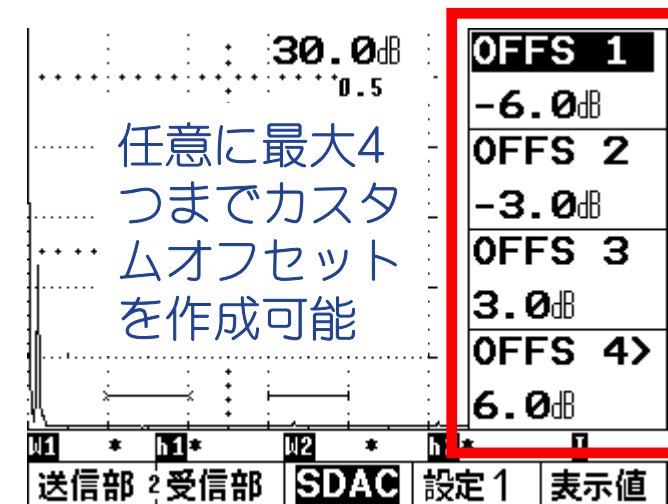 30.0dB
0.5
任意に最大4
つまでカスタ
ムオフセット
を作成可能
OFFS 1
-6.0dB
OFFS 2
-3.0dB
OFFS 3
3.0dB
OFFS 4>
6.0dB
W1 * h1* W2 * *
送信部 2 受信部 SDAC 設定1 表示値